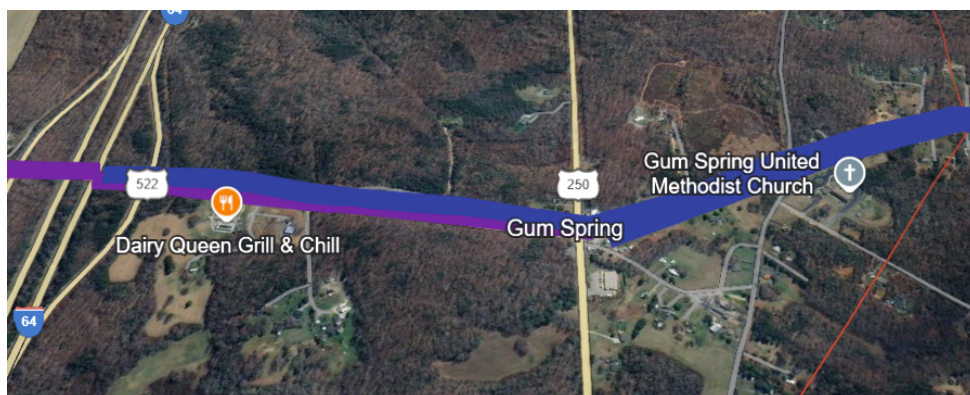 64
522
250
Gum Spring United
Methodist Church
Gum Spring
Dairy Queen Grill & Chill
64